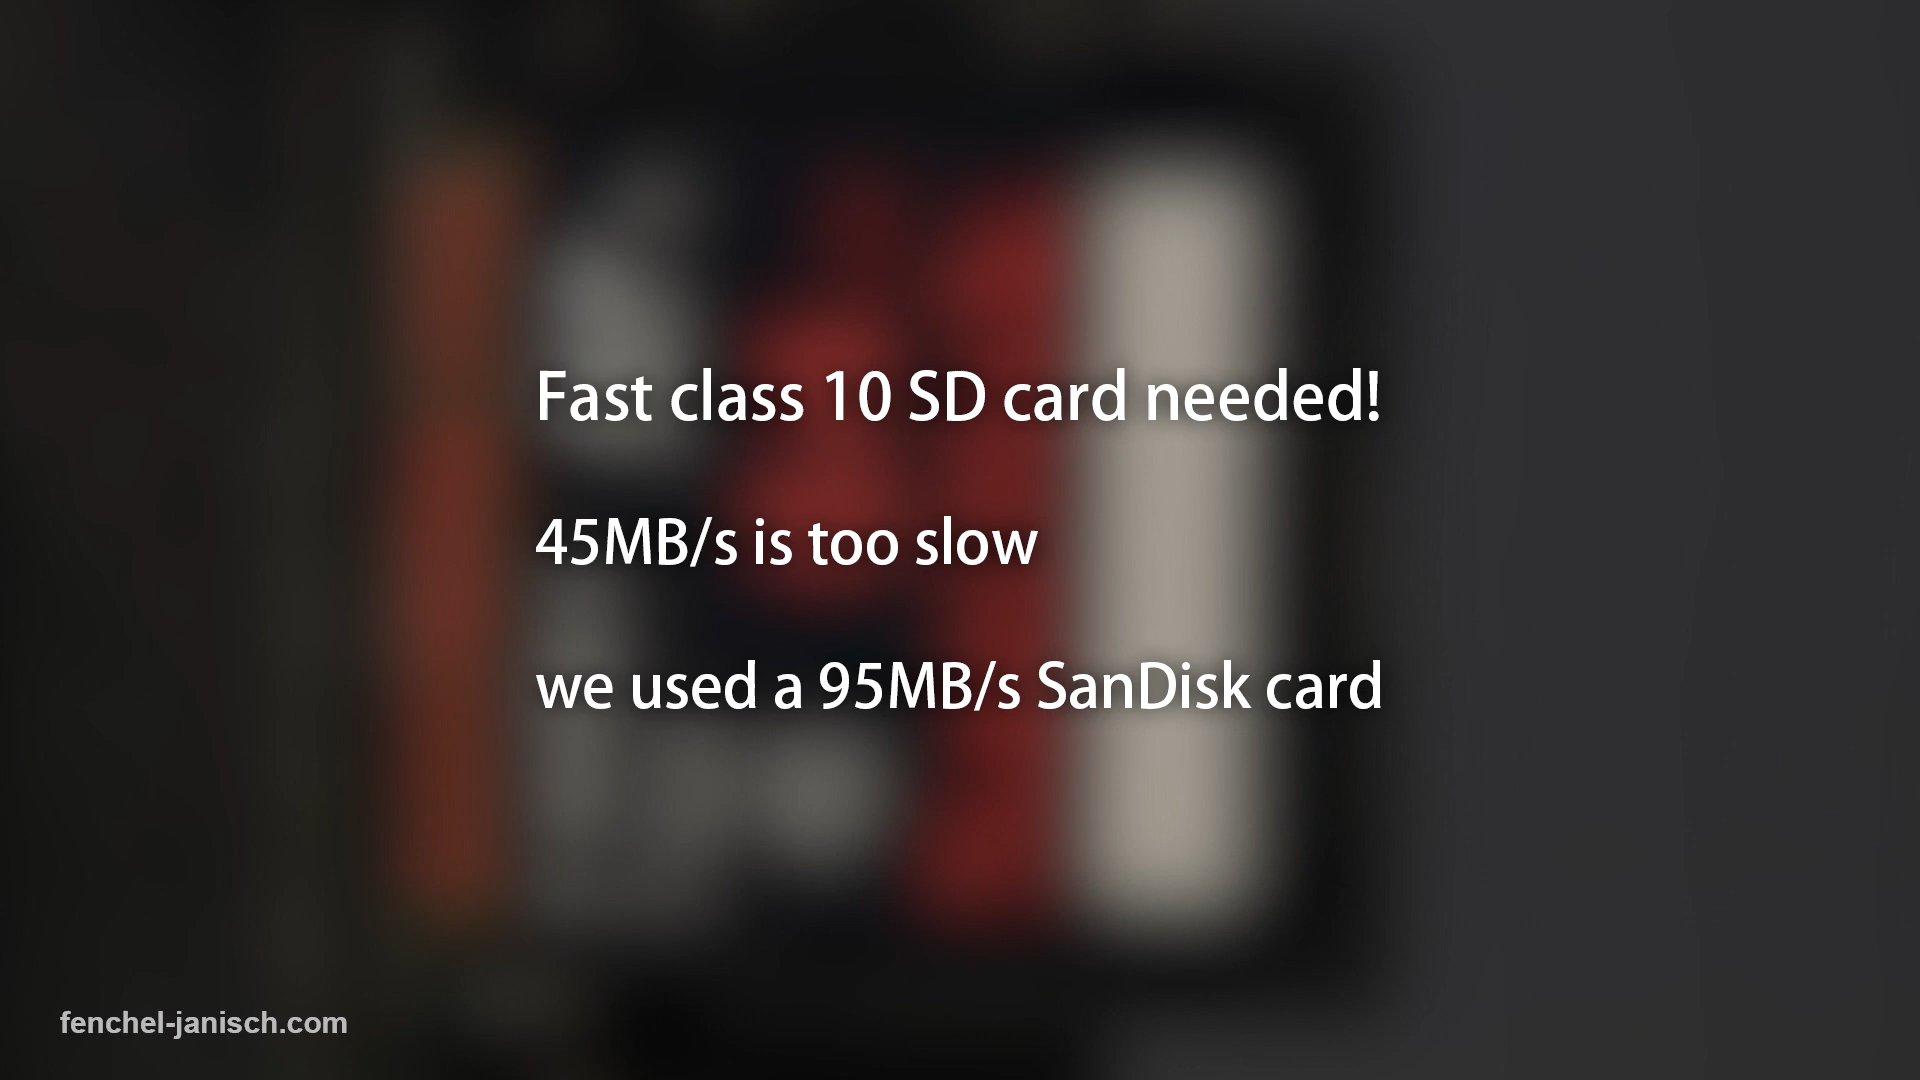 Fast class 10 SD card needed!
45MB/s is too slow
we used a 95MB/s SanDisk card
fenchel-janisch.com